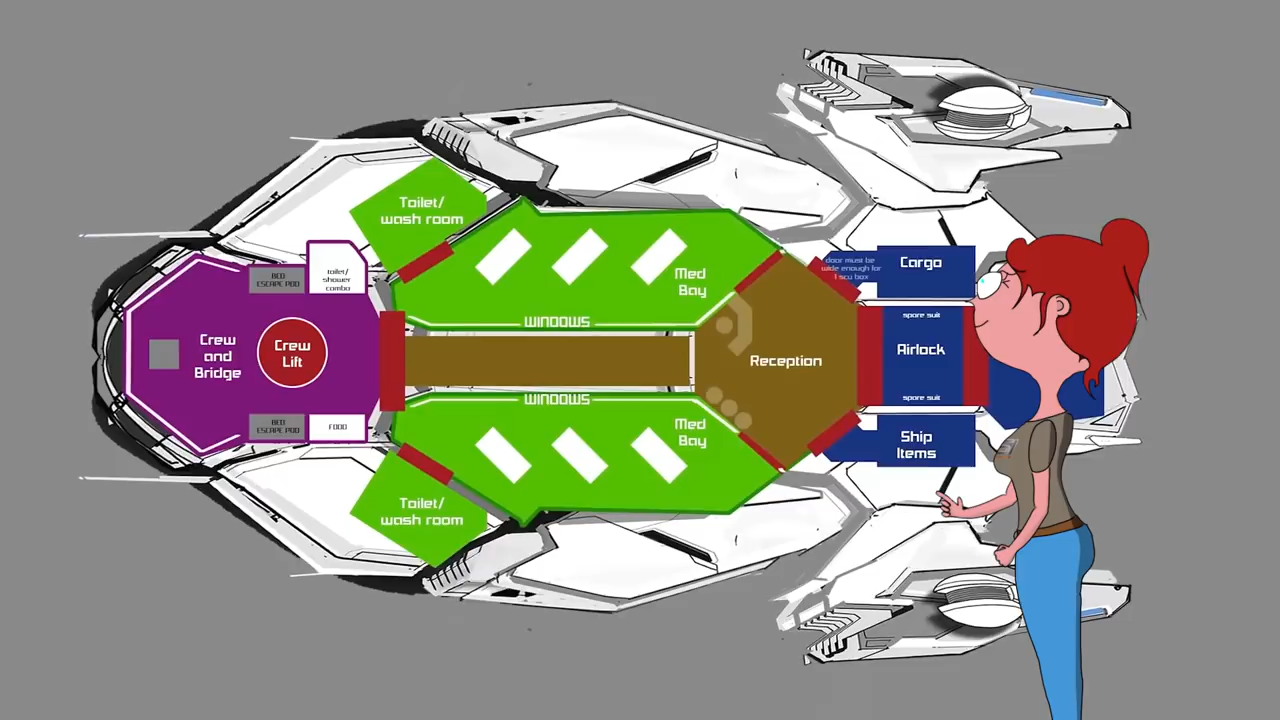 Toilet/
wash room
BED
ESCAPE POD
toilet/
shower
combo
Crew
and
Bridge
Crew
Lift
BED
ESCAPE POD
FOOD
Med
Bay
WINDOWS
WINDOWS
Med
Bay
Toilet/
wash room
Reception
door must be
wide enough for
1 scu box
Cargo
spare suit
Airlock
spare suit
Ship
Items